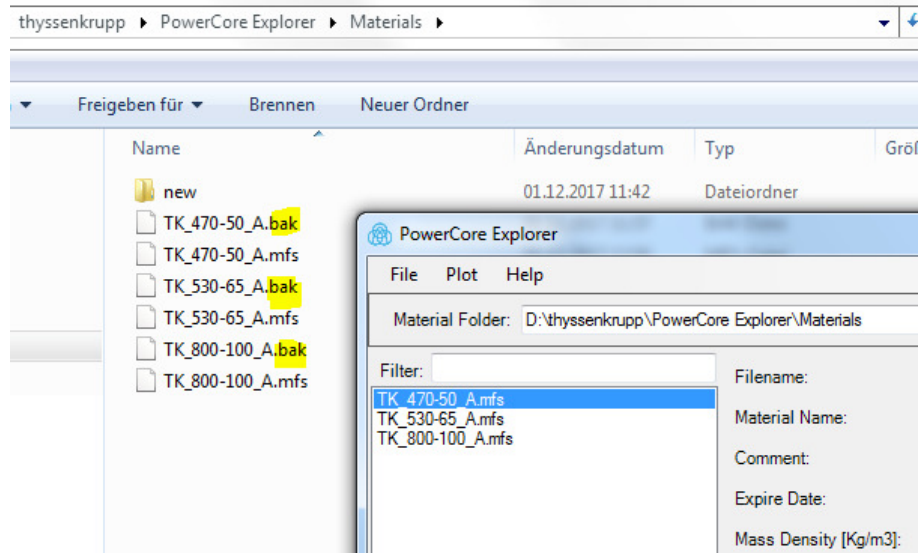 thyssenkrupp ▸ PowerCore Explorer ▸ Materials ▸
Freigeben für Brennen Neuer Ordner
Name Änderungsdatum Typ
new 01.12.2017 11:42 Dateiordner
TK_470-50_A.bak
TK_470-50_A.mfs
TK_530-65_A.bak
TK_530-65_A.mfs
TK_800-100_A.bak
TK_800-100_A.mfs
PowerCore Explorer
File Plot Help
Material Folder: D:\thyssenkrupp\PowerCore Explorer\Materials
Filter:
TK_470-50_A.mfs
TK_530-65_A.mfs
TK_800-100_A.mfs
Filename:
Material Name:
Comment:
Expire Date:
Mass Density [Kg/m3]: